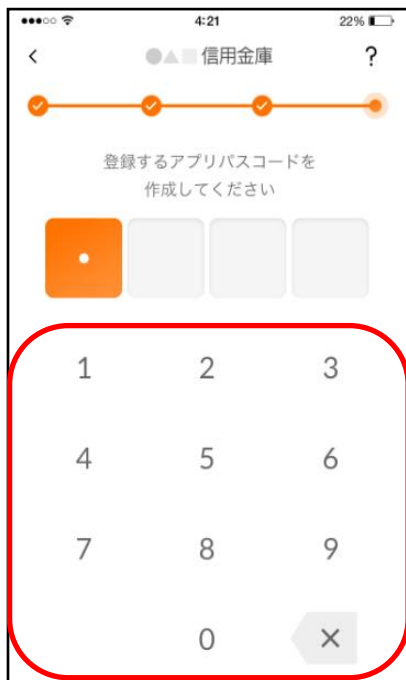 4:21
22%
●▲■ 信用金庫
?
登録するアプリパスコードを
作成してください
1 2 3
4 5 6
7 8 9
0